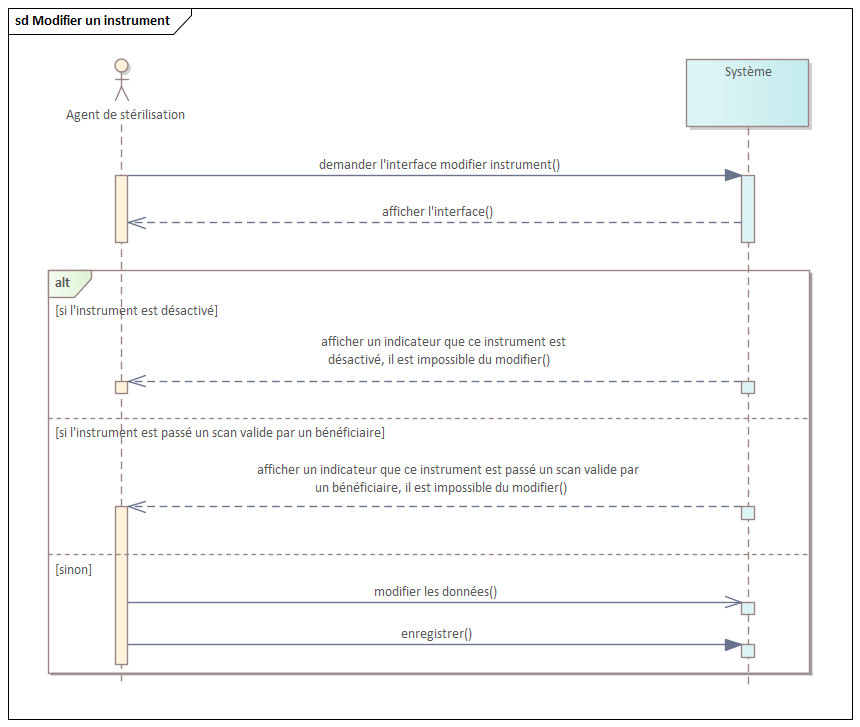 sd Modifier un instrument
Agent de stérilisation
Système
demander l'interface modifier instrument()
afficher l'interface()
alt
[si l'instrument est désactivé]
afficher un indicateur que ce instrument est
désactivé, il est impossible du modifier()
[si l'instrument est passé un scan valide par un bénéficiaire]
afficher un indicateur que ce instrument est passé un scan valide par
un bénéficiaire, il est impossible du modifier()
[sinon]
modifier les données()
enregistrer()